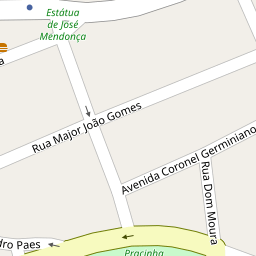 Estátua
de José
Mendonça
a
Rua Major João Gomes
Avenida Coronel Germiniano
Rua Dom Moura
dro Paes
Pracinha